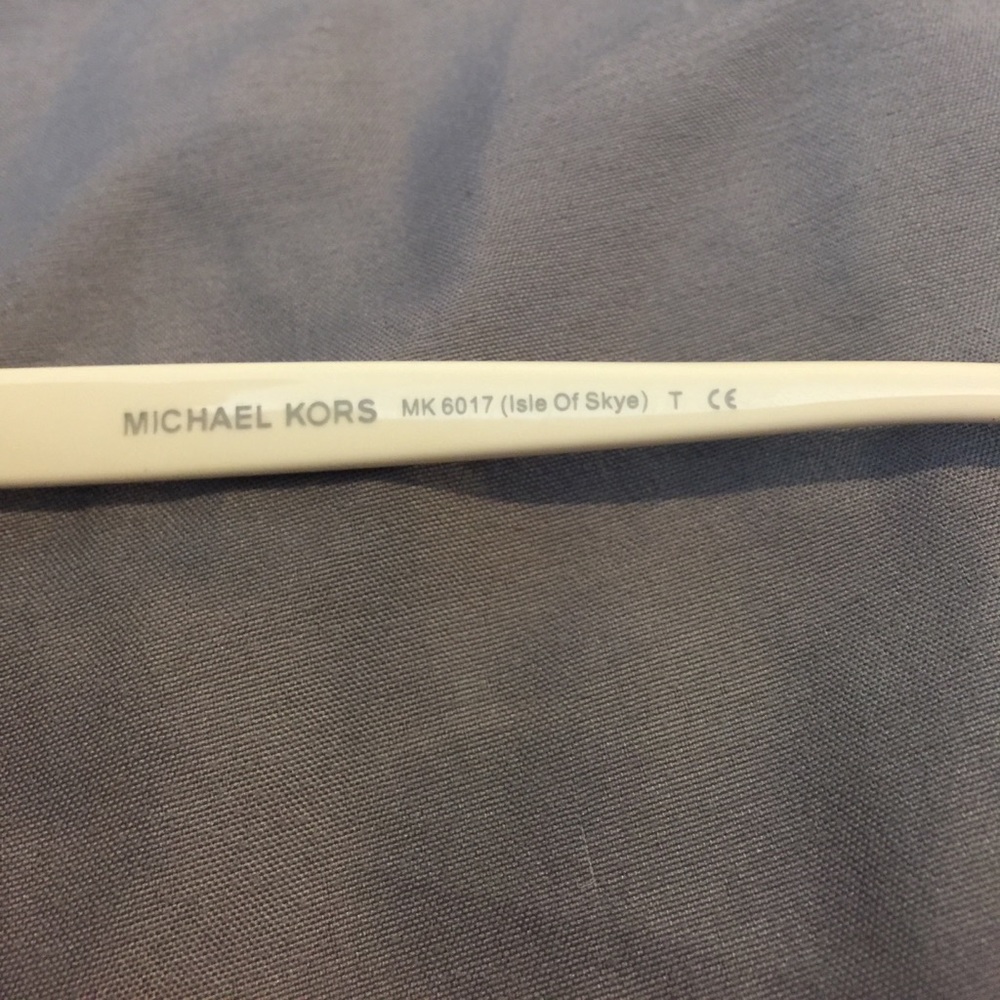 MICHAEL KORS MK 6017 (Isle Of Skye) T CE